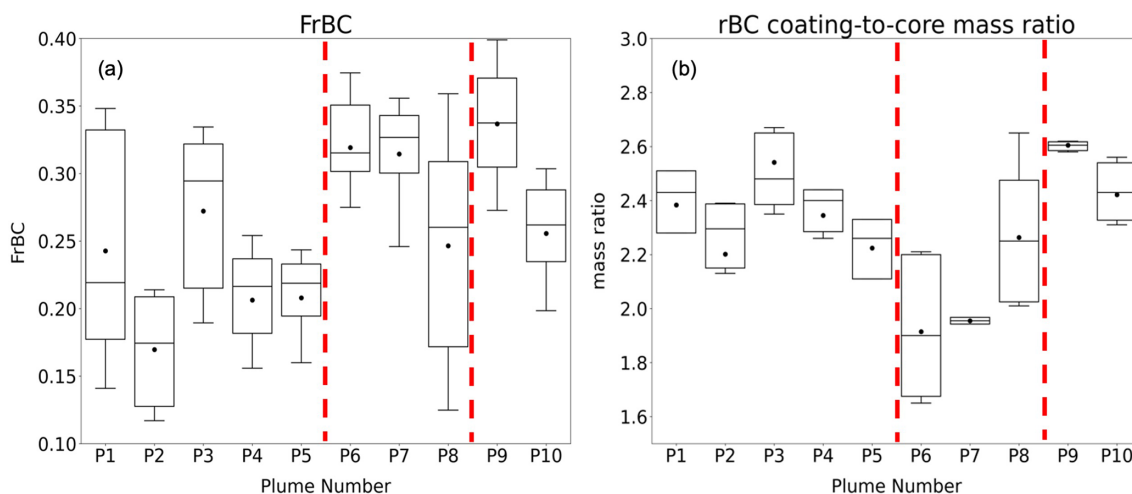 FrBC
(a)
FrBC
0.40
0.35
0.30
0.25
0.20
0.15
0.10
P1 P2 P3 P4 P5 P6 P7 P8 P9 P10
Plume Number
rBC coating-to-core mass ratio
(b)
mass ratio
3.0
2.8
2.6
2.4
2.2
2.0
1.8
1.6
P1 P2 P3 P4 P5 P6 P7 P8 P9 P10
Plume Number